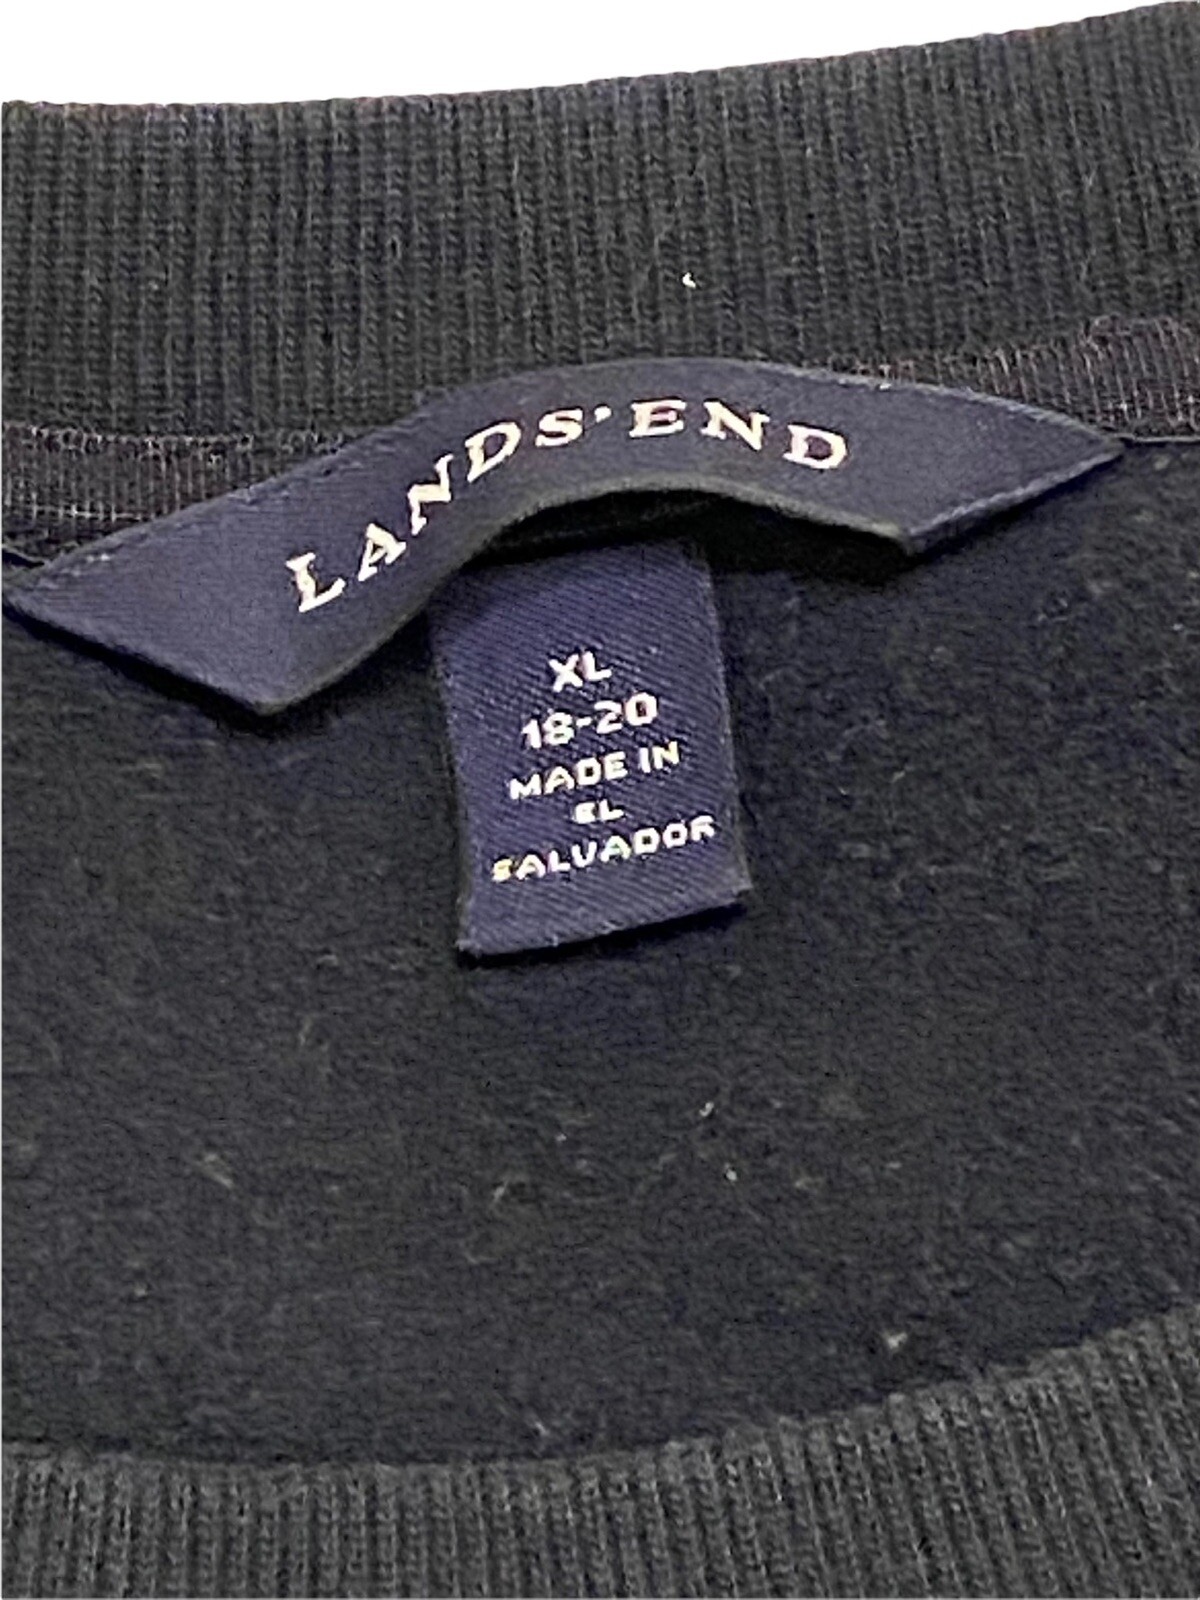 LANDS' END
XL
18-20
MADE IN
EL
SALVADOR